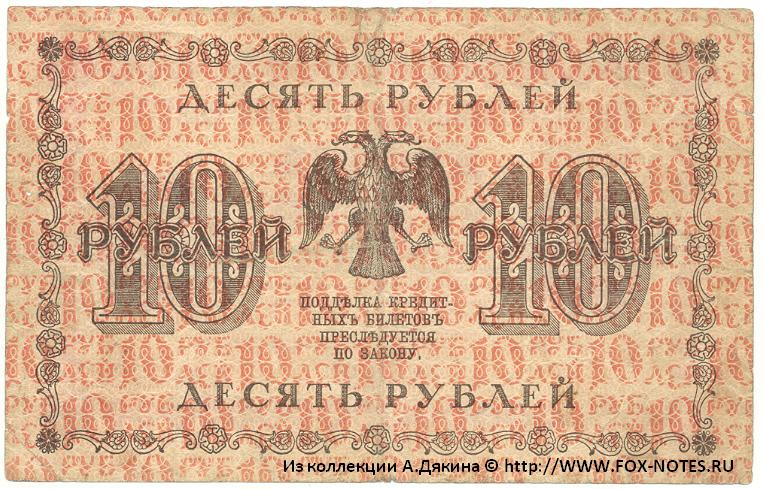 ДЕСЯТЬ РУБЛЕЙ
10 10
РУБЛЕЙ РУБЛЕЙ
ПОДДѢЛКА КРЕДИТ-
НЫХЪ БИЛЕТОВЪ
ПРЕСЛѢДУЕТСЯ
ПО ЗАКОНУ.
ДЕСЯТЬ РУБЛЕЙ
Из коллекции А.Дякина © http://WWW.FOX-NOTES.RU